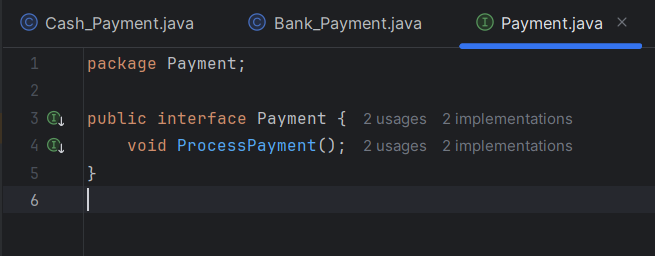 Cash_Payment.java Bank_Payment.java Payment.java
1 package Payment;
2
3 public interface Payment { 2 usages 2 implementations
4 void ProcessPayment(); 2 usages 2 implementations
5 }
6